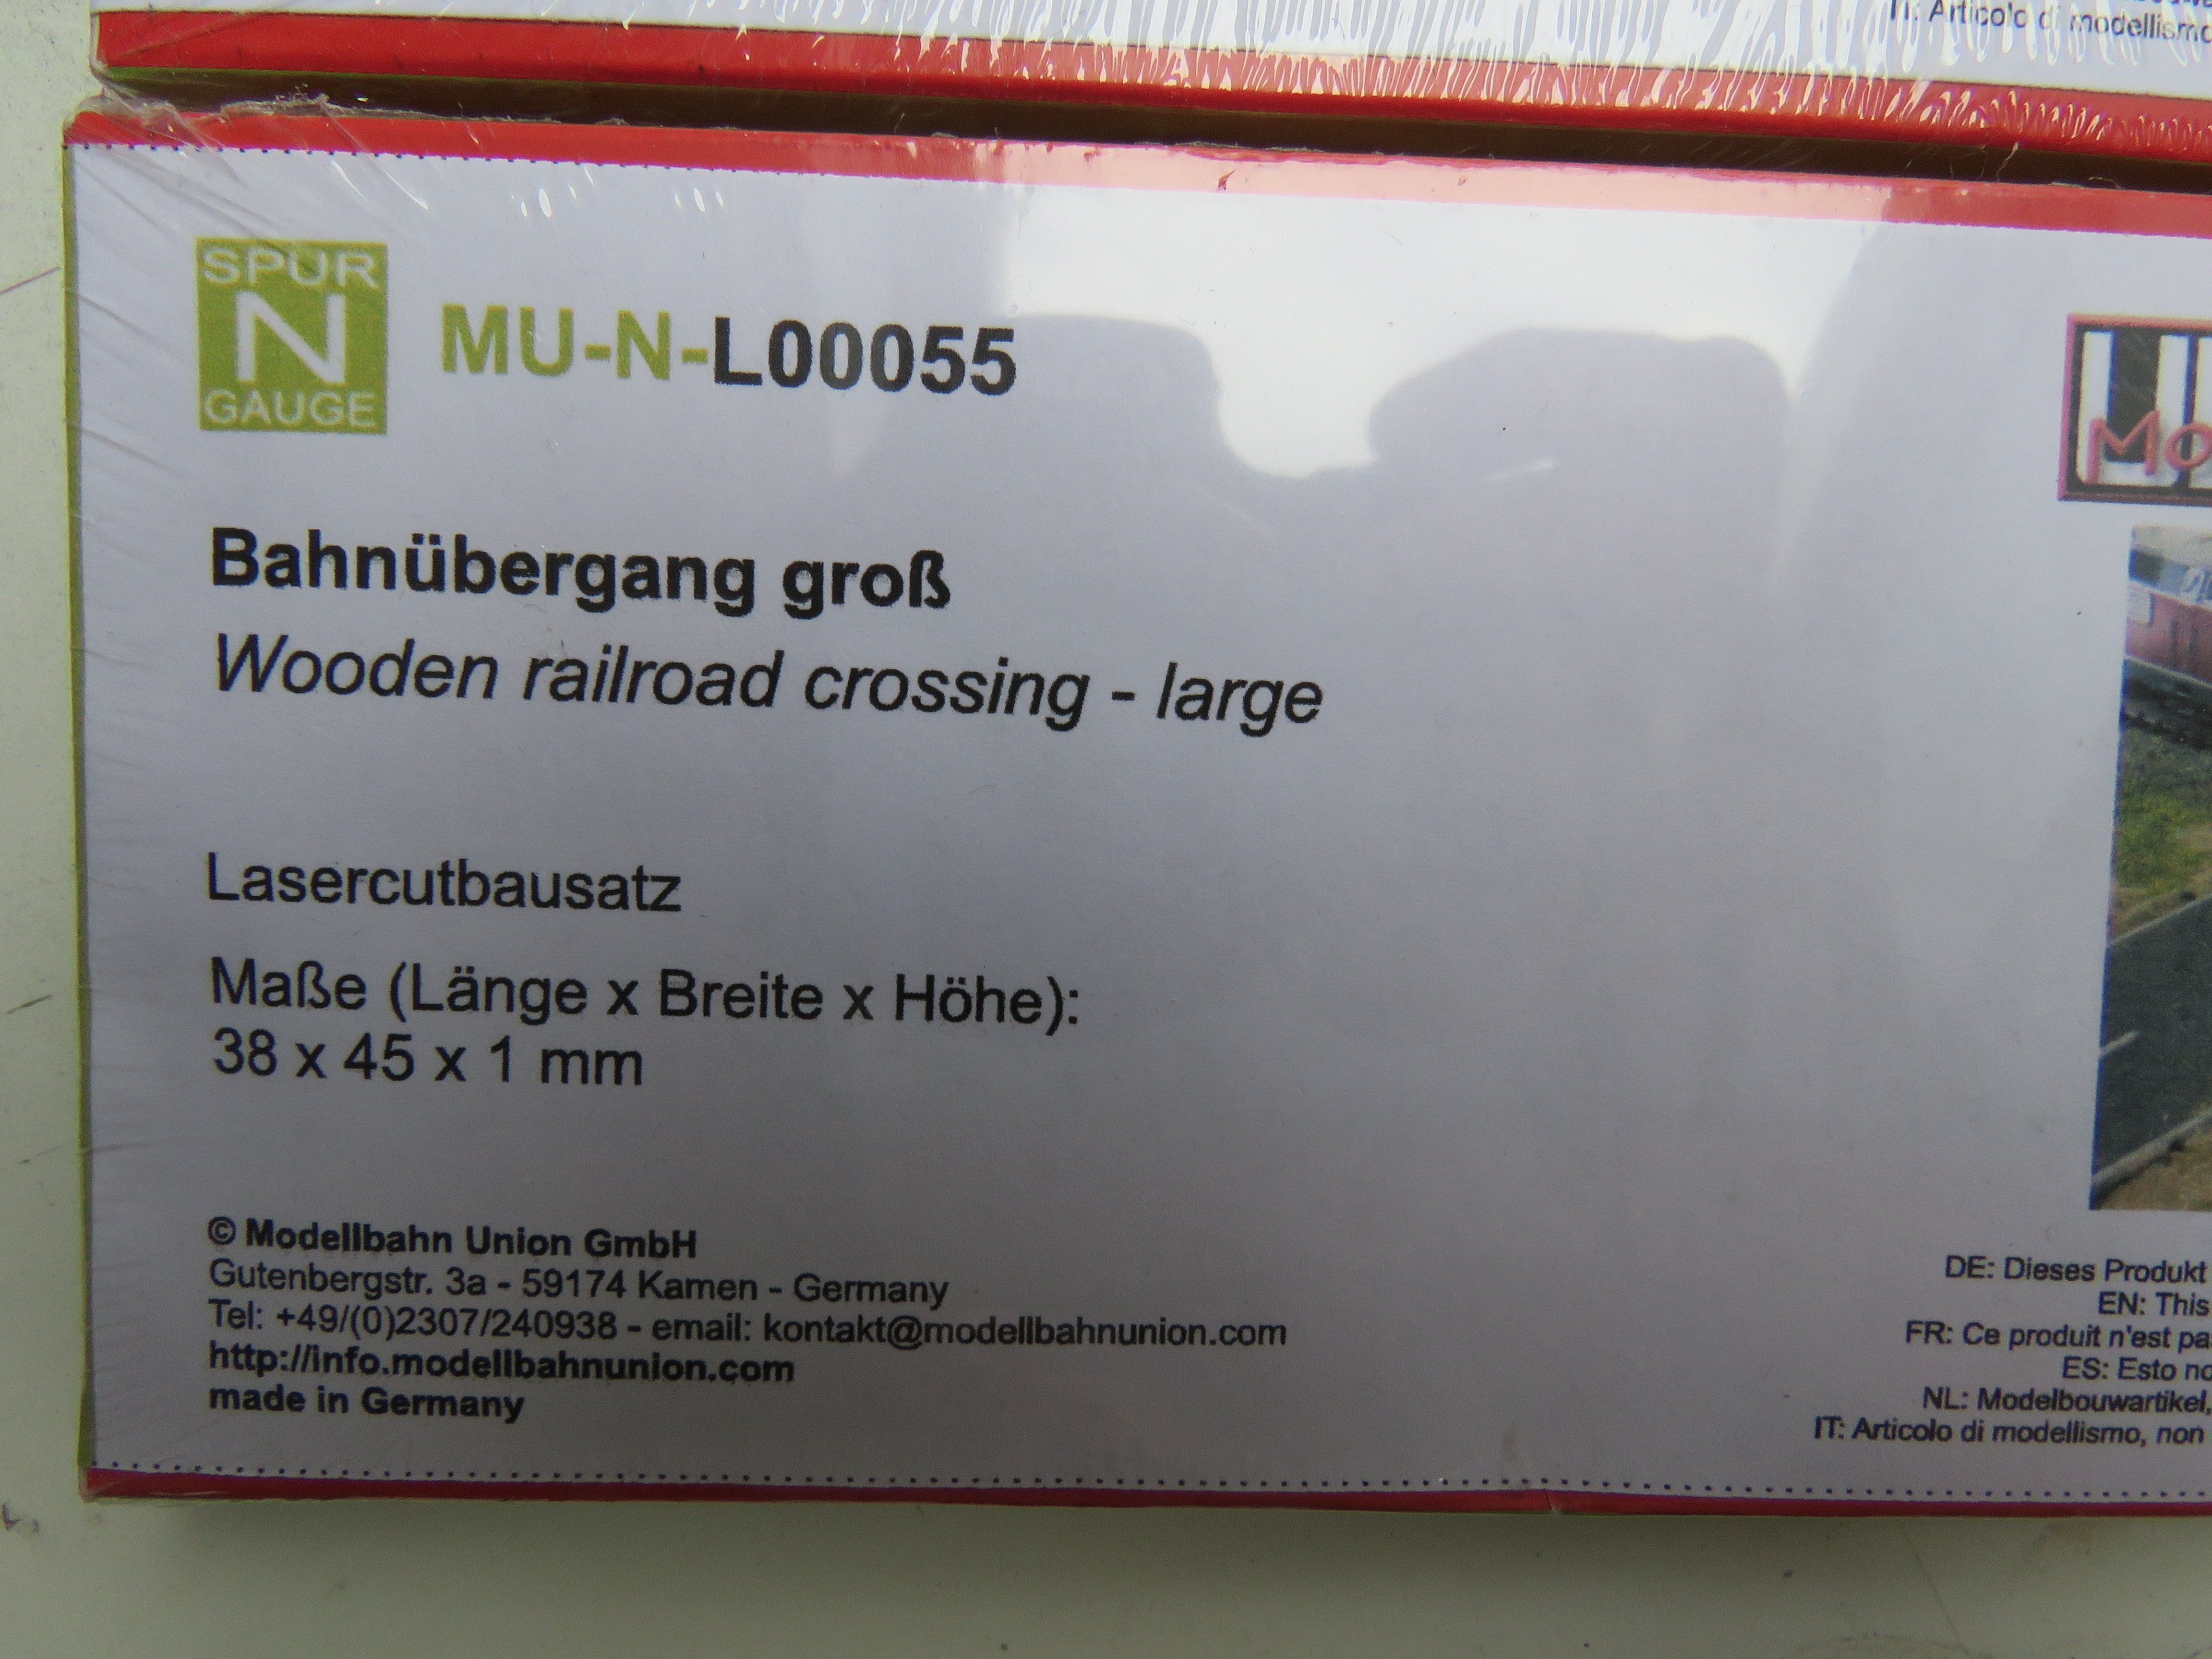 IT: Articolo di modellismo
SPUR
N
GAUGE
MU-N-L00055
Mo
Bahnübergang groß
Wooden railroad crossing - large
Lasercutbausatz
Maße (Länge x Breite x Höhe):
38 x 45 x 1 mm
© Modellbahn Union GmbH
Gutenbergstr. 3a - 59174 Kamen - Germany
Tel: +49/(0)2307/240938 - email: kontakt@modellbahnunion.com
http://info.modellbahnunion.com
made in Germany
DE: Dieses Produkt
EN: This
FR: Ce produit n'est pa
ES: Esto no
NL: Modelbouwartikel,
IT: Articolo di modellismo, non